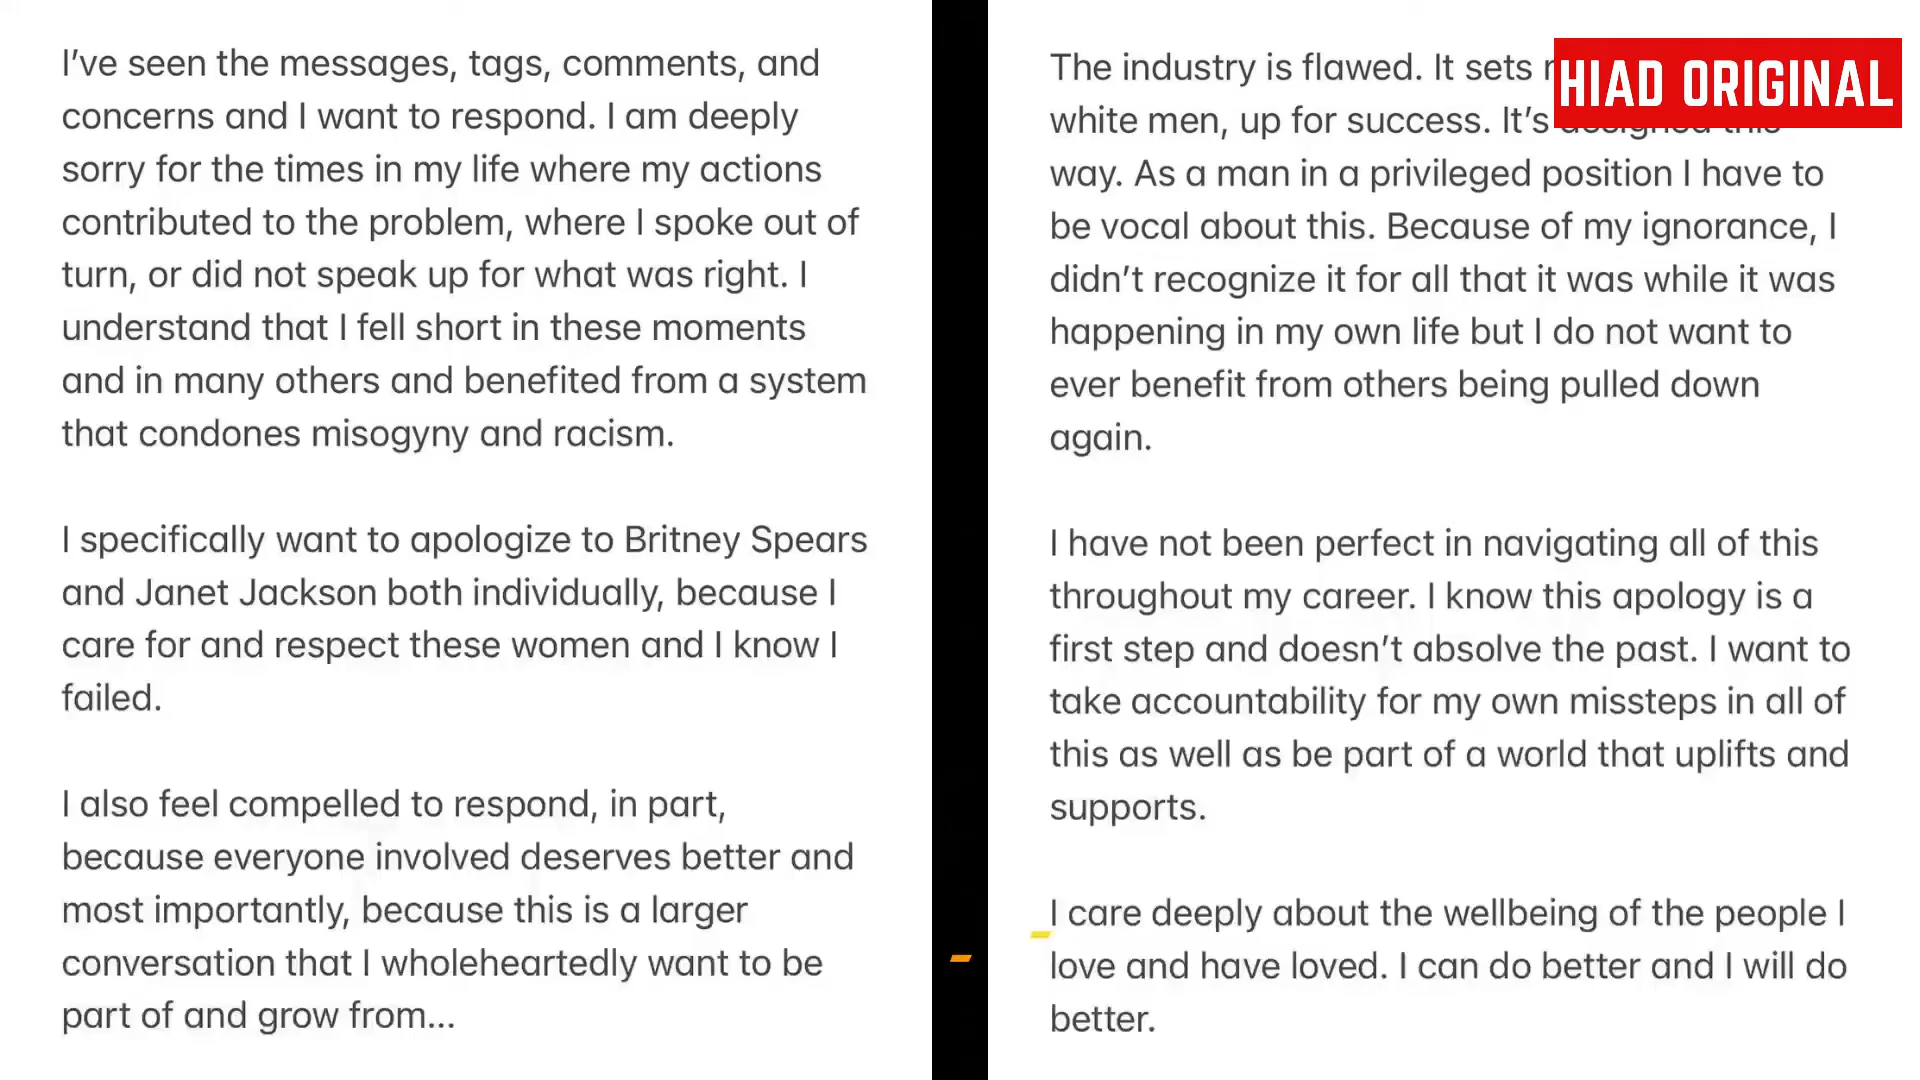 I’ve seen the messages, tags, comments, and
concerns and I want to respond. I am deeply
sorry for the times in my life where my actions
contributed to the problem, where I spoke out of
turn, or did not speak up for what was right. I
understand that I fell short in these moments
and in many others and benefited from a system
that condones misogyny and racism.
I specifically want to apologize to Britney Spears
and Janet Jackson both individually, because I
care for and respect these women and I know I
failed.
I also feel compelled to respond, in part,
because everyone involved deserves better and
most importantly, because this is a larger
conversation that I wholeheartedly want to be
part of and grow from...
The industry is flawed. It sets
white men, up for success. It’s designed this
way. As a man in a privileged position I have to
be vocal about this. Because of my ignorance, I
didn’t recognize it for all that it was while it was
happening in my own life but I do not want to
ever benefit from others being pulled down
again.
I have not been perfect in navigating all of this
throughout my career. I know this apology is a
first step and doesn’t absolve the past. I want to
take accountability for my own missteps in all of
this as well as be part of a world that uplifts and
supports.
I care deeply about the wellbeing of the people I
love and have loved. I can do better and I will do
better.
HIAD ORIGINAL